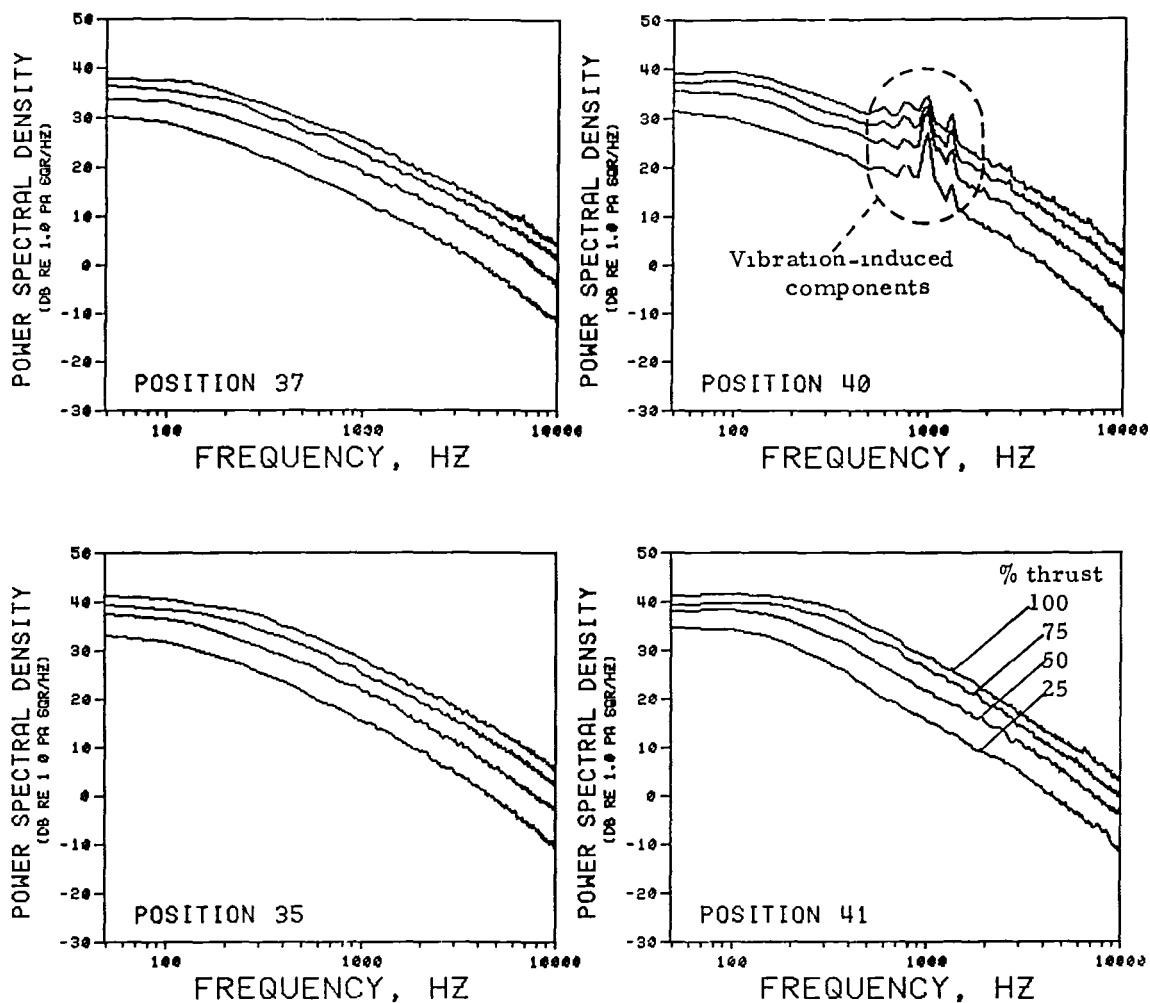 50
40
30
20
10
0
-10
-20
-30
POWER SPECTRAL DENSITY
(DB RE 1.0 PA SQR/HZ)
POSITION 37
100 1000 10000
FREQUENCY, HZ
50
40
30
20
10
0
-10
-20
-30
POWER SPECTRAL DENSITY
(DB RE 1.0 PA SQR/HZ)
Vibration-induced
components
POSITION 40
100 1000 10000
FREQUENCY, HZ
50
40
30
20
10
0
-10
-20
-30
POWER SPECTRAL DENSITY
(DB RE 1 0 PA SQR/HZ)
POSITION 35
100 1000 10000
FREQUENCY, HZ
50
40
30
20
10
0
-10
-20
-30
POWER SPECTRAL DENSITY
(DB RE 1.0 PA SQR/HZ)
% thrust
100
75
50
25
POSITION 41
100 1000 10000
FREQUENCY, HZ